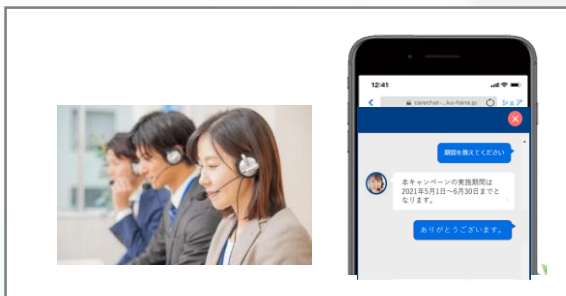 12:41
carechat-...ku-hana.jp
シェア
期間を教えてください
本キャンペーンの実施期間は
2021年5月1日〜6月30日までと
なります。
ありがとうございます。